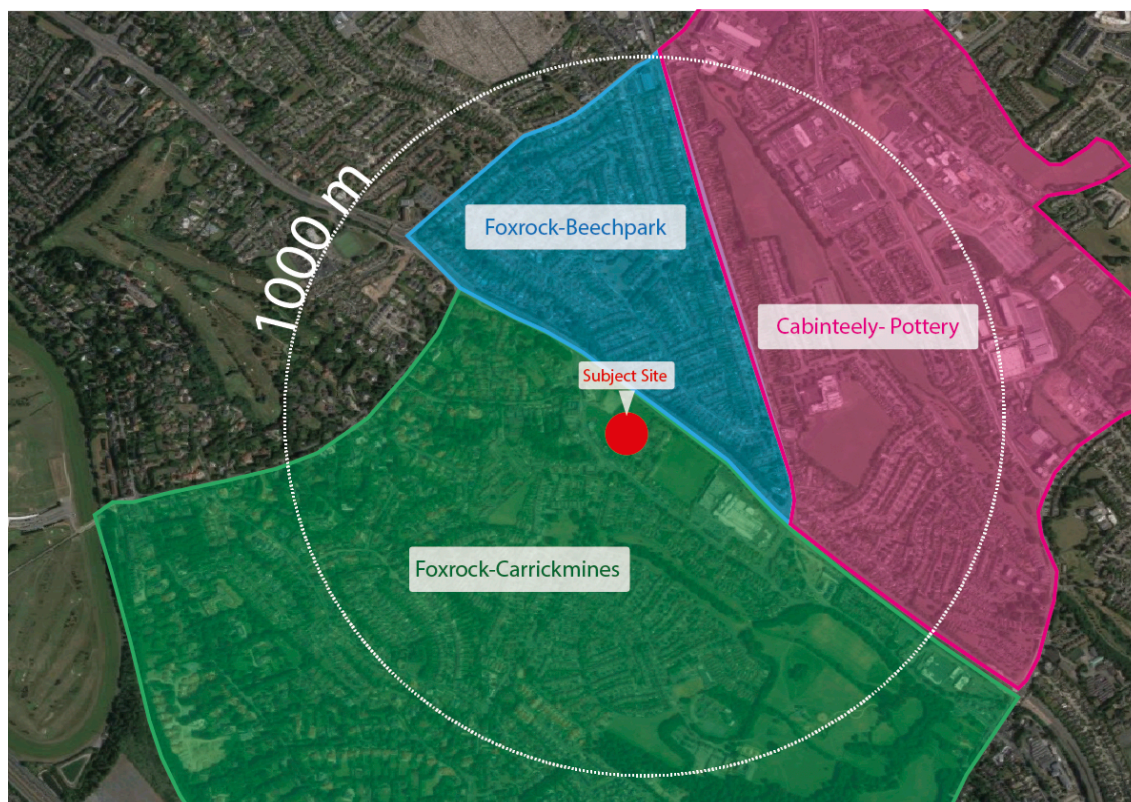 1000 m
Foxrock-Beechpark
Cabinteely- Pottery
Subject Site
Foxrock-Carrickmines